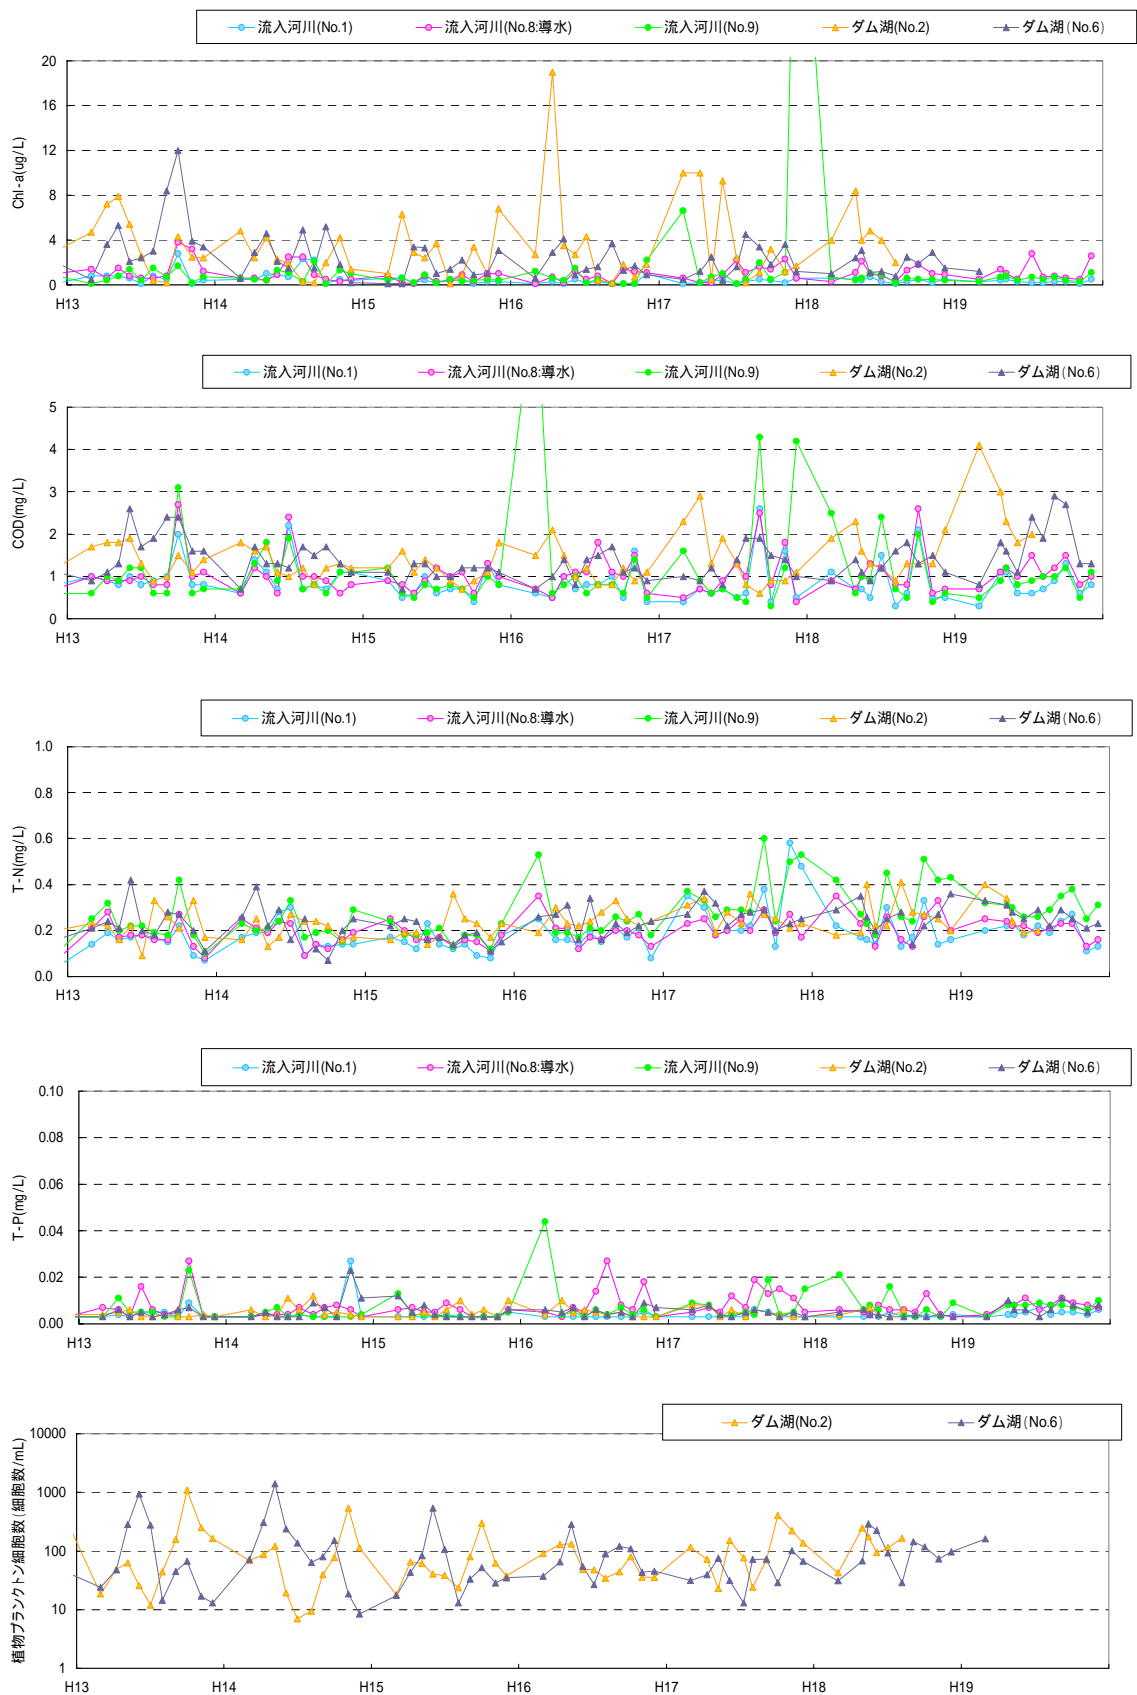 流入河川(No.1) 流入河川(No.8:導水) 流入河川(No.9) ダム湖(No.2) ダム湖(No.6)
Chl-a(ug/L)
20
16
12
8
4
0
H13 H14 H15 H16 H17 H18 H19
流入河川(No.1) 流入河川(No.8:導水) 流入河川(No.9) ダム湖(No.2) ダム湖(No.6)
COD(mg/L)
5
4
3
2
1
0
H13 H14 H15 H16 H17 H18 H19
流入河川(No.1) 流入河川(No.8:導水) 流入河川(No.9) ダム湖(No.2) ダム湖(No.6)
T-N(mg/L)
1.0
0.8
0.6
0.4
0.2
0.0
H13 H14 H15 H16 H17 H18 H19
流入河川(No.1) 流入河川(No.8:導水) 流入河川(No.9) ダム湖(No.2) ダム湖(No.6)
T-P(mg/L)
0.10
0.08
0.06
0.04
0.02
0.00
H13 H14 H15 H16 H17 H18 H19
ダム湖(No.2) ダム湖(No.6)
植物プランクトン細胞数(細胞数/mL)
10000
1000
100
10
1
H13 H14 H15 H16 H17 H18 H19